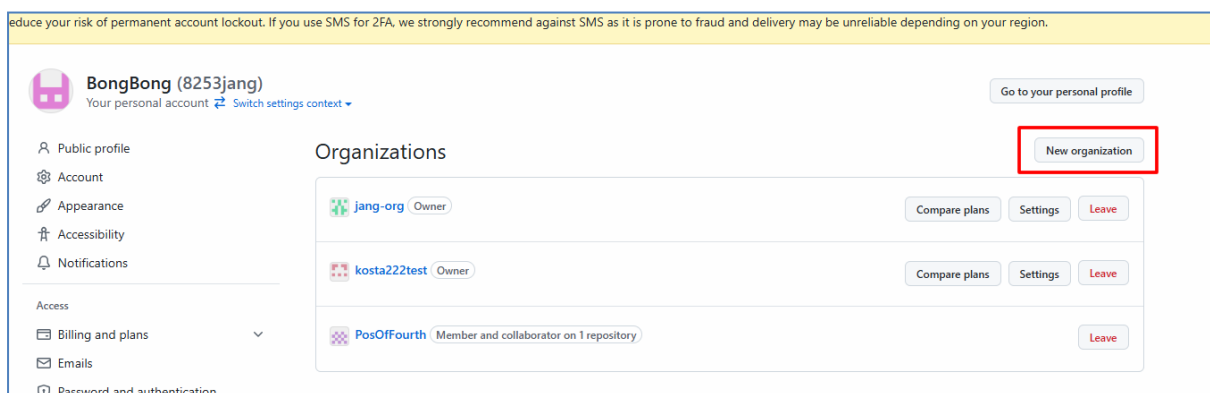 educe your risk of permanent account lockout. If you use SMS for 2FA, we strongly recommend against SMS as it is prone to fraud and delivery may be unreliable depending on your region.
BongBong (8253jang)
Your personal account Switch settings context
Go to your personal profile
Public profile
Account
Appearance
Accessibility
Notifications
Access
Billing and plans
Emails
Password and authentication
Organizations
New organization
jang-org Owner Compare plans Settings Leave
kosta222test Owner Compare plans Settings Leave
PosOfFourth Member and collaborator on 1 repository Leave